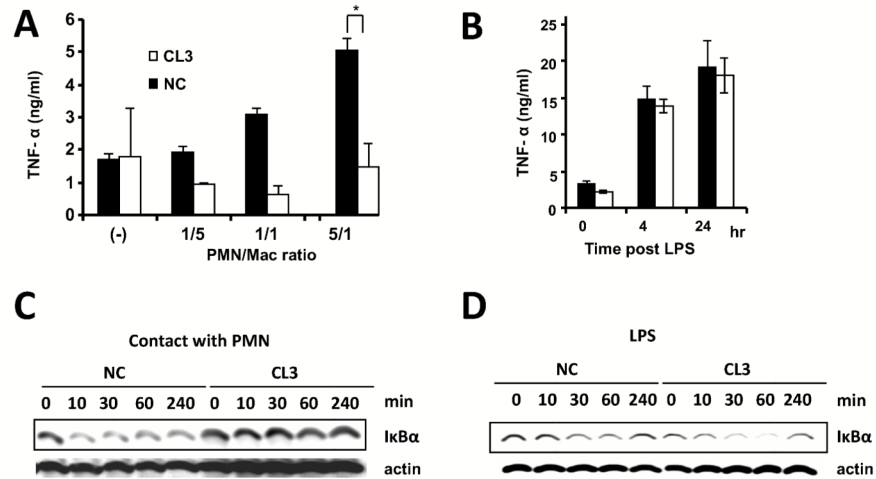 A
TNF- α (ng/ml)
6
5
4
3
2
1
0
*
CL3
NC
(-) 1/5 1/1 5/1
PMN/Mac ratio
B
TNF- α (ng/ml)
25
20
15
10
5
0
0 4 24 hr
Time post LPS
C
Contact with PMN
NC CL3
0 10 30 60 240 0 10 30 60 240 min
IκBα
actin
D
LPS
NC CL3
0 10 30 60 240 0 10 30 60 240 min
IκBα
actin